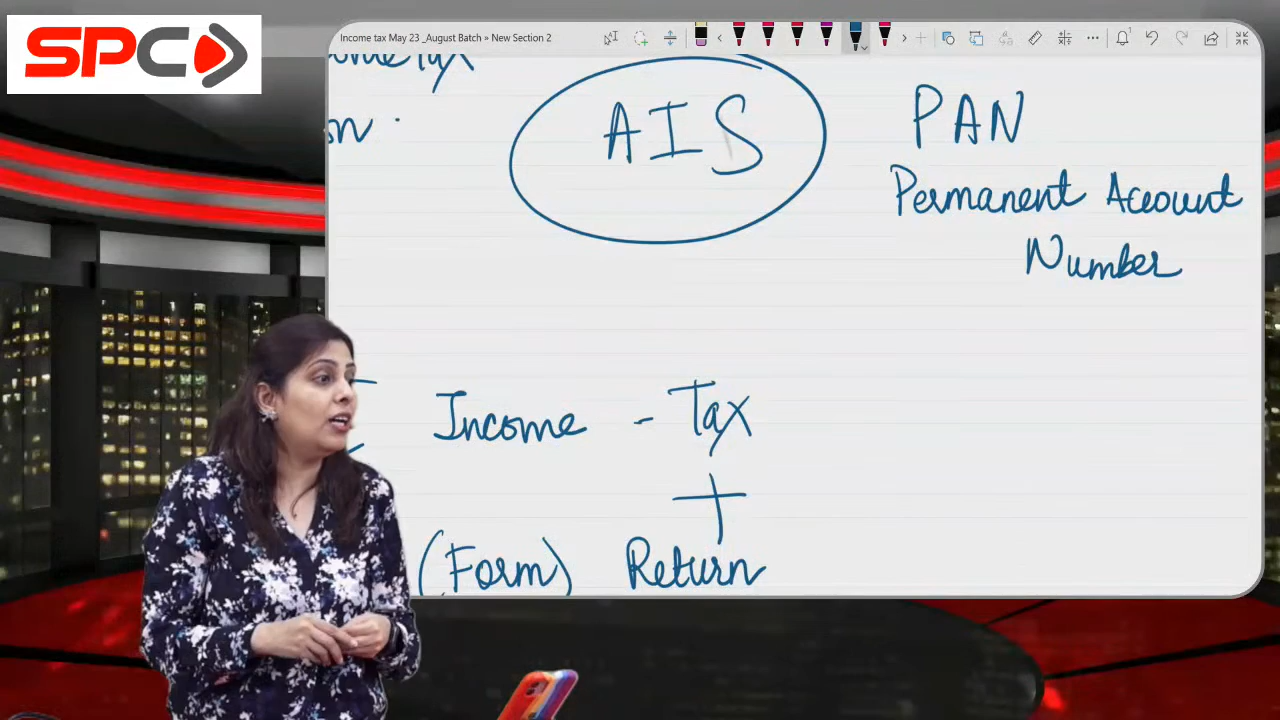 SPC
Income tax May 23 _August Batch » New Section 2
Tax
AIS
PAN
Permanent Account
Number
Income - Tax
+
(Form) Return